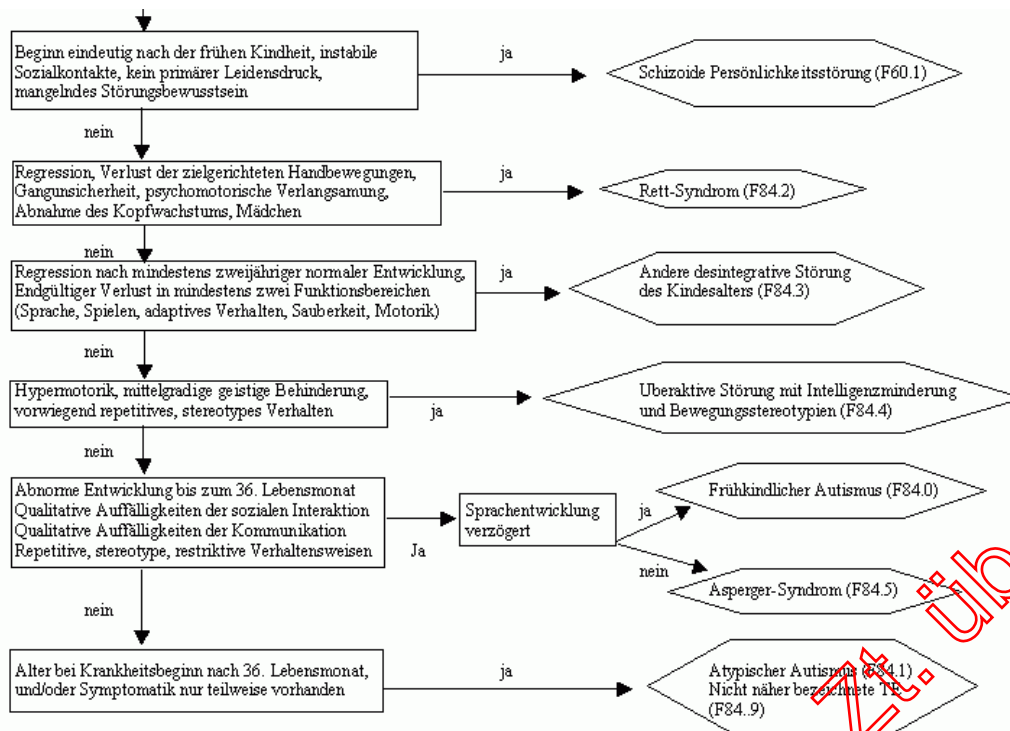 Beginn eindeutig nach der frühen Kindheit, instabile
Sozialkontakte, kein primärer Leidensdruck,
mangelndes Störungsbewusstsein
ja
Schizoide Persönlichkeitsstörung (F60.1)
nein
Regression, Verlust der zielgerichteten Handbewegungen,
Gangunsicherheit, psychomotorische Verlangsamung,
Abnahme des Kopfwachstums, Mädchen
ja
Rett-Syndrom (F84.2)
nein
Regression nach mindestens zweijähriger normaler Entwicklung,
Endgültiger Verlust in mindestens zwei Funktionsbereichen
(Sprache, Spielen, adaptives Verhalten, Sauberkeit, Motorik)
ja
Andere desintegrative Störung
des Kindesalters (F84.3)
nein
Hypermotorik, mittelgradige geistige Behinderung,
vorwiegend repetitives, stereotypes Verhalten
ja
Uberaktive Störung mit Intelligenzminderung
und Bewegungsstereotypien (F84.4)
nein
Abnorme Entwicklung bis zum 36. Lebensmonat
Qualitative Auffälligkeiten der sozialen Interaktion
Qualitative Auffälligkeiten der Kommunikation
Repetitive, stereotype, restriktive Verhaltensweisen
Ja
Sprachentwicklung
verzögert
ja
Frühkindlicher Autismus (F84.0)
nein
Asperger-Syndrom (F84.5)
nein
Alter bei Krankheitsbeginn nach 36. Lebensmonat,
und/oder Symptomatik nur teilweise vorhanden
ja
Atypischer Autismus (F84.1)
Nicht näher bezeichnete TE
(F84..9)
Zt. üb